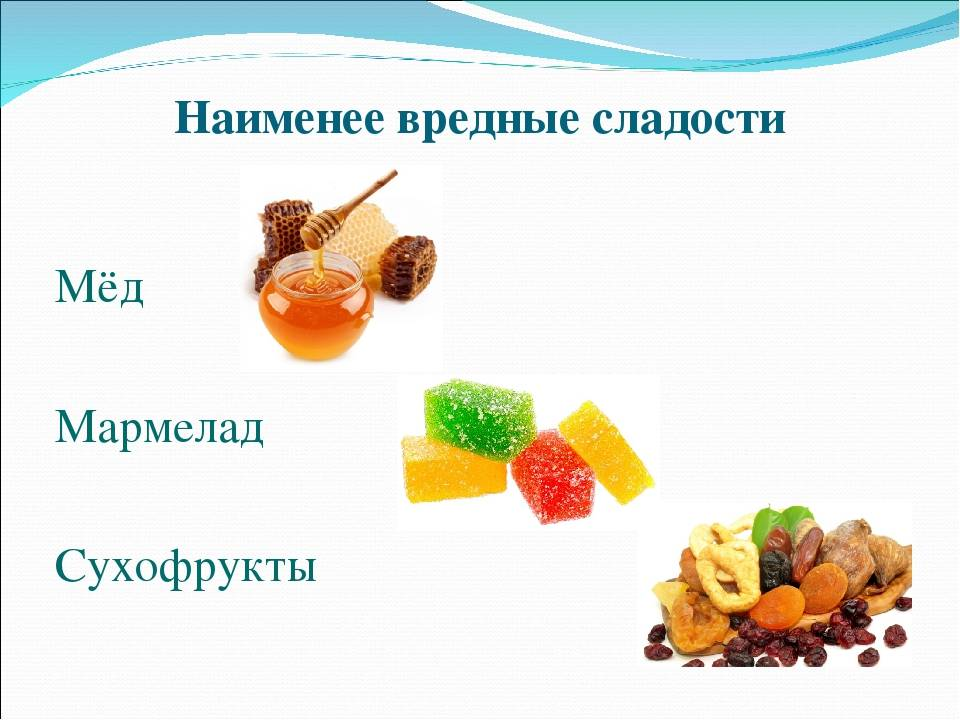 Наименее вредные сладости
Мёд
Мармелад
Сухофрукты